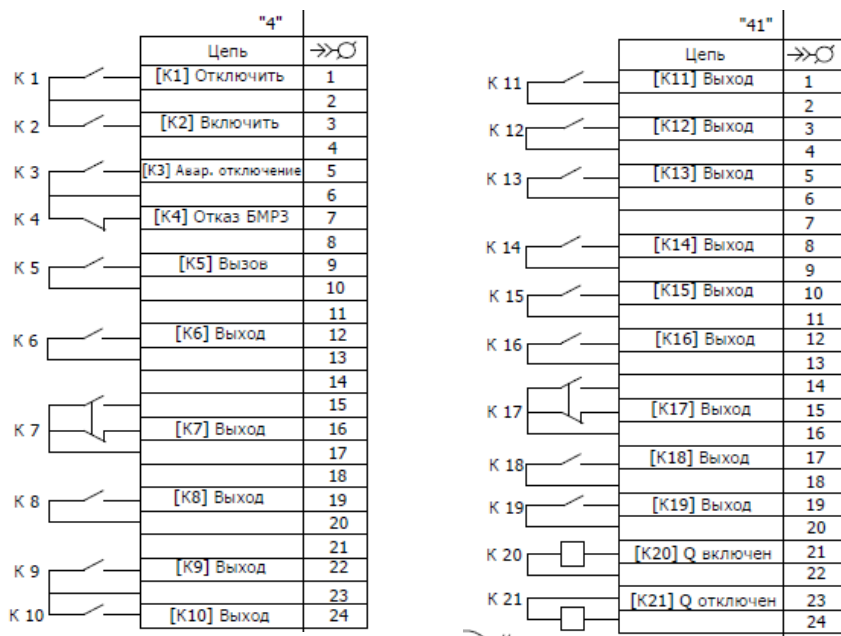 "4"
Цепь
К 1 [К1] Отключить 1
2
К 2 [К2] Включить 3
4
К 3 [К3] Авар. отключение 5
6
К 4 [К4] Отказ БМРЗ 7
8
К 5 [К5] Вызов 9
10
11
К 6 [К6] Выход 12
13
14
15
К 7 [К7] Выход 16
17
18
К 8 [К8] Выход 19
20
21
К 9 [К9] Выход 22
23
К 10 [К10] Выход 24
"41"
Цепь
К 11 [К11] Выход 1
2
К 12 [К12] Выход 3
4
К 13 [К13] Выход 5
6
7
К 14 [К14] Выход 8
9
К 15 [К15] Выход 10
11
К 16 [К16] Выход 12
13
14
К 17 [К17] Выход 15
16
К 18 [К18] Выход 17
18
К 19 [К19] Выход 19
20
К 20 [К20] Q включен 21
22
К 21 [К21] Q отключен 23
24